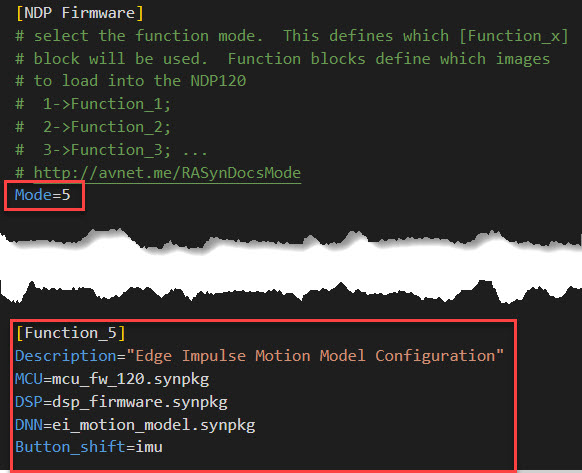 [NDP Firmware]
# select the function mode.  This defines which [Function_x]
# block will be used.  Function blocks define which images
# to load into the NDP120
#  1->Function_1;
#  2->Function_2;
#  3->Function_3; ...
# http://avnet.me/RASynDocsMode
Mode=5
[Function_5]
Description="Edge Impulse Motion Model Configuration"
MCU=mcu_fw_120.synpkg
DSP=dsp_firmware.synpkg
DNN=ei_motion_model.synpkg
Button_shift=imu